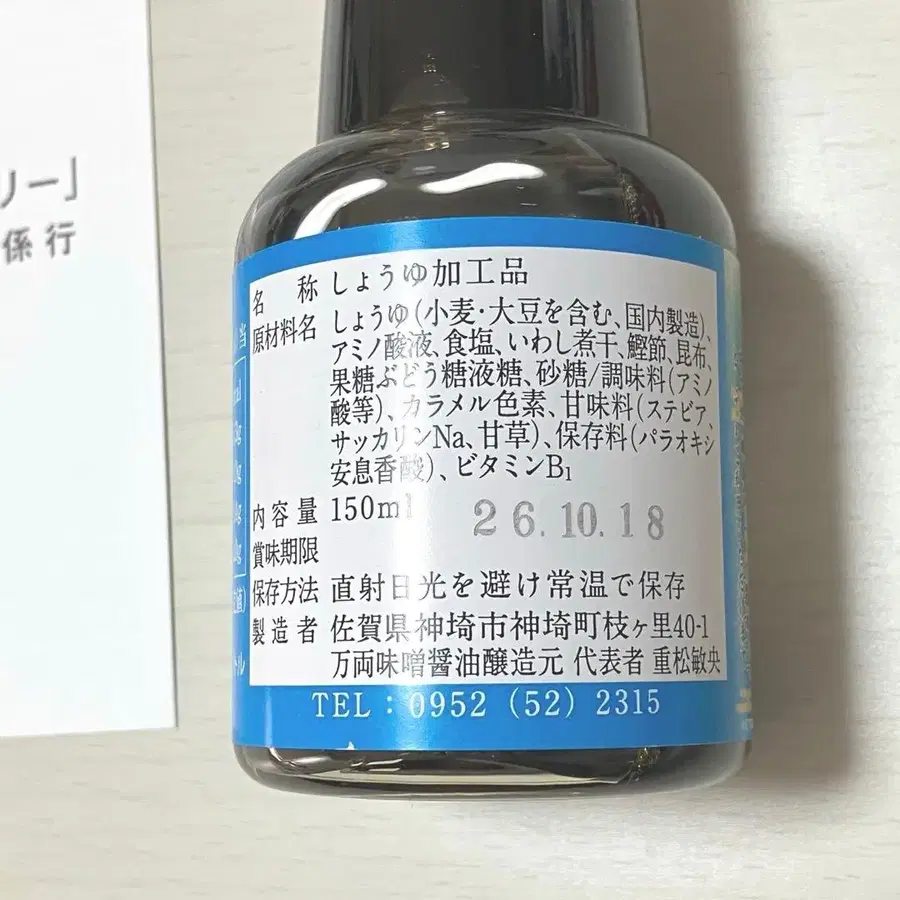 リー」
係行
名称 しょうゆ加工品
原材料名 しょうゆ(小麦・大豆を含む、国内製造)、
アミノ酸液、食塩、いわし煮干、鰹節、昆布、
果糖ぶどう糖液糖、砂糖/調味料(アミノ
酸等)、カラメル色素、甘味料(ステビア、
サッカリンNa、甘草)、保存料(パラオキシ
安息香酸)、ビタミンB₁
内容量 150ml
賞味期限 26.10.18
保存方法 直射日光を避け常温で保存
製造者 佐賀県神埼市神埼町枝ヶ里40-1
万両味噌醤油醸造元 代表者 重松敏央
TEL：0952（52）2315
当